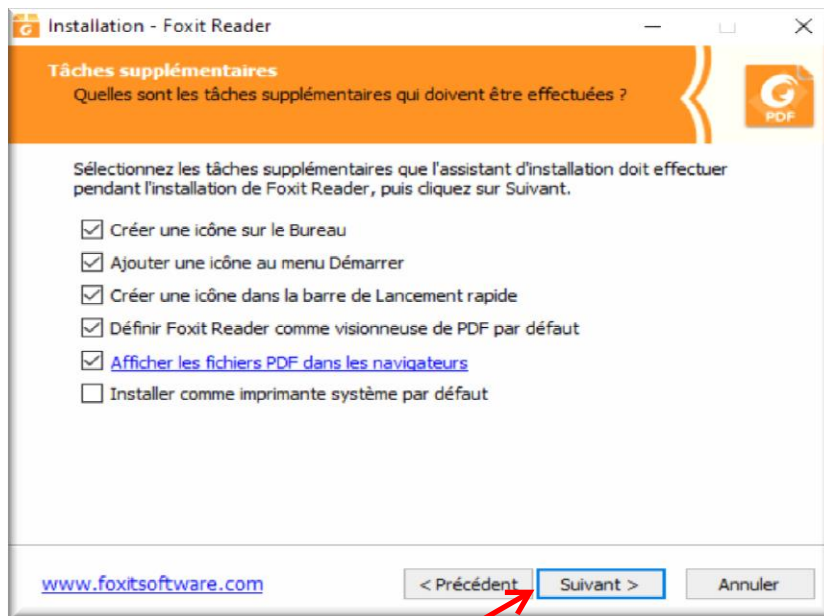 Installation - Foxit Reader
Tâches supplémentaires
Quelles sont les tâches supplémentaires qui doivent être effectuées ?
PDF
Sélectionnez les tâches supplémentaires que l'assistant d'installation doit effectuer
pendant l'installation de Foxit Reader, puis cliquez sur Suivant.
Créer une icône sur le Bureau
Ajouter une icône au menu Démarrer
Créer une icône dans la barre de Lancement rapide
Définir Foxit Reader comme visionneuse de PDF par défaut
Afficher les fichiers PDF dans les navigateurs
Installer comme imprimante système par défaut
www.foxitsoftware.com < Précédent Suivant > Annuler